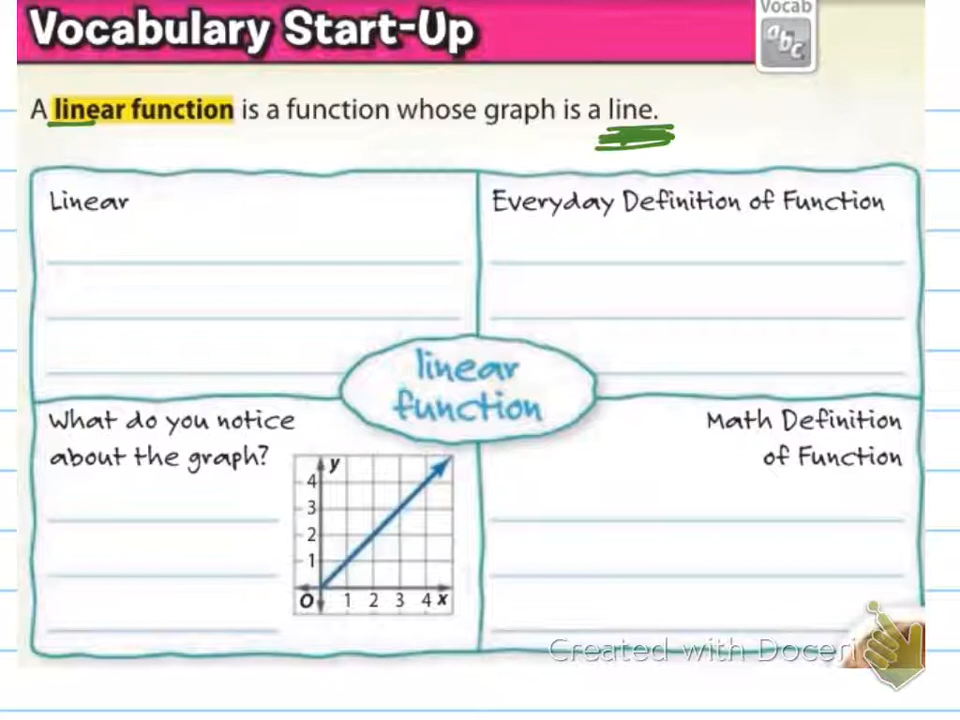 Vocabulary Start-Up
Vocab
abc
A linear function is a function whose graph is a line.
Linear
Everyday Definition of Function
linear
function
What do you notice
about the graph?
Math Definition
of Function
y
4
3
2
1
O 1 2 3 4 x
Created with Doceri